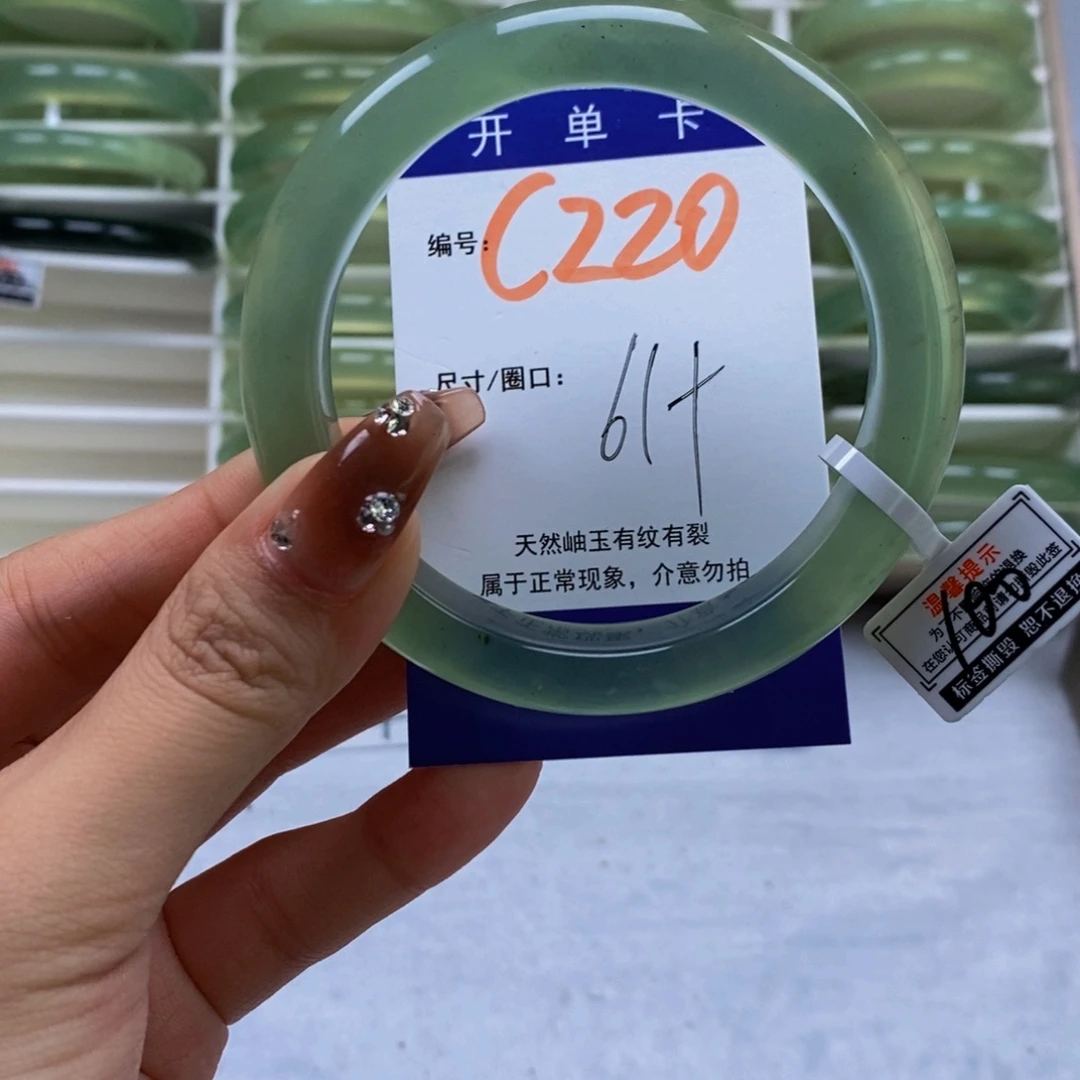 开单卡
编号：C220
尺寸/圈口： 61+
天然岫玉有纹有裂
属于正常现象，介意勿拍
温馨提示
100
标签撕毁 恕不退换